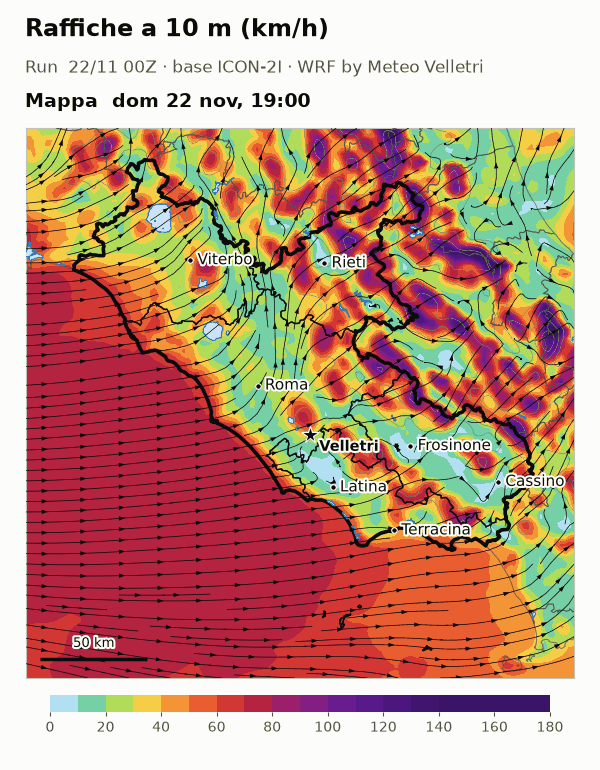 Raffiche a 10 m (km/h)
Run 22/11 00Z · base ICON-2I · WRF by Meteo Velletri
Mappa dom 22 nov, 19:00
Viterbo
Rieti
Roma
Velletri
Frosinone
Cassino
Latina
Terracina
50 km
0 20 40 60 80 100 120 140 160 180